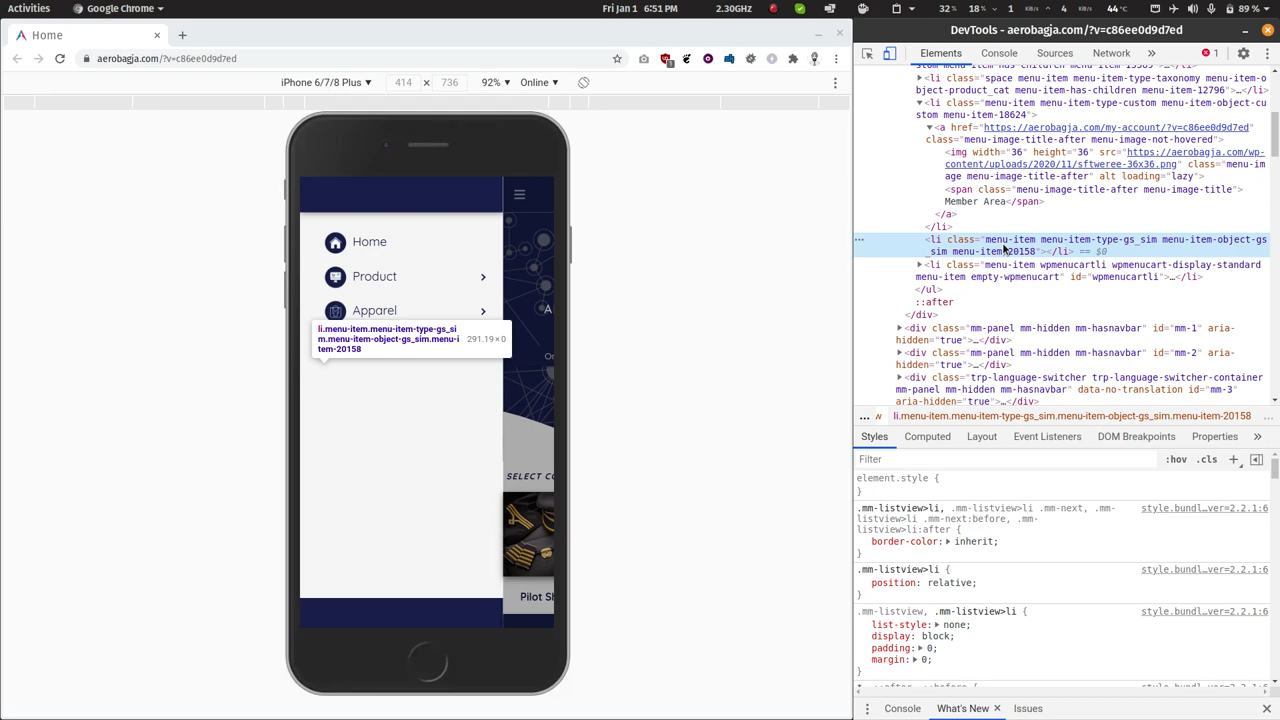 Activities
Google Chrome
Fri Jan 1 6:51 PM
2.30GHz
32%
4
89 %
Home
aerobagja.com/?v=c86ee0d9d7ed
iPhone 6/7/8 Plus
414
×
736
92%
Online
Home
Product
Apparel
li.menu-item.menu-item-type-gs_si
m.menu-item-object-gs_sim.menu-i
tem-20158
291.19 × 0
A
On
SELECT CO
Pilot Sh
DevTools - aerobagja.com/?v=c86ee0d9d7ed
Elements
Console
Sources
Network
1
<li class="space menu-item menu-item-type-taxonomy menu-item-o
bject-product_cat menu-item-has-children menu-item-12796">…</li>
<li class="menu-item menu-item-type-custom menu-item-object-cus
tom menu-item-18624">
<a href="https://aerobagja.com/my-account/?v=c86ee0d9d7ed"
class="menu-image-title-after menu-image-not-hovered">
<img width="36" height="36" src="https://aerobagja.com/wp-
content/uploads/2020/11/sftweree-36x36.png" class="menu-im
age menu-image-title-after" alt loading="lazy">
<span class="menu-image-title-after menu-image-title">
Member Area</span>
</a>
</li>
<li class="menu-item menu-item-type-gs_sim menu-item-object-gs
_sim menu-item-20158"></li> == $0
<li class="menu-item wpmenucartli wpmenucart-display-standard
menu-item empty-wpmenucart" id="wpmenucartli">…</li>
</ul>
::after
</div>
<div class="mm-panel mm-hidden mm-hasnavbar" id="mm-1" aria-
hidden="true">…</div>
<div class="mm-panel mm-hidden mm-hasnavbar" id="mm-2" aria-
hidden="true">…</div>
<div class="trp-language-switcher trp-language-switcher-container
mm-panel mm-hidden mm-hasnavbar" data-no-translation id="mm-3"
aria-hidden="true">…</div>
... w li.menu-item.menu-item-type-gs_sim.menu-item-object-gs_sim.menu-item-20158 ...
Styles
Computed
Layout
Event Listeners
DOM Breakpoints
Properties
Filter
:hov
.cls
element.style {
}
.mm-listview>li, .mm-listview>li .mm-next, .mm- style.bundl…ver=2.2.1:6
listview>li .mm-next:before, .mm-
listview>li:after {
border-color: inherit;
}
.mm-listview>li { style.bundl…ver=2.2.1:6
position: relative;
}
.mm-listview, .mm-listview>li { style.bundl…ver=2.2.1:6
list-style: none;
display: block;
padding: 0;
margin: 0;
}
Console
What's New
Issues